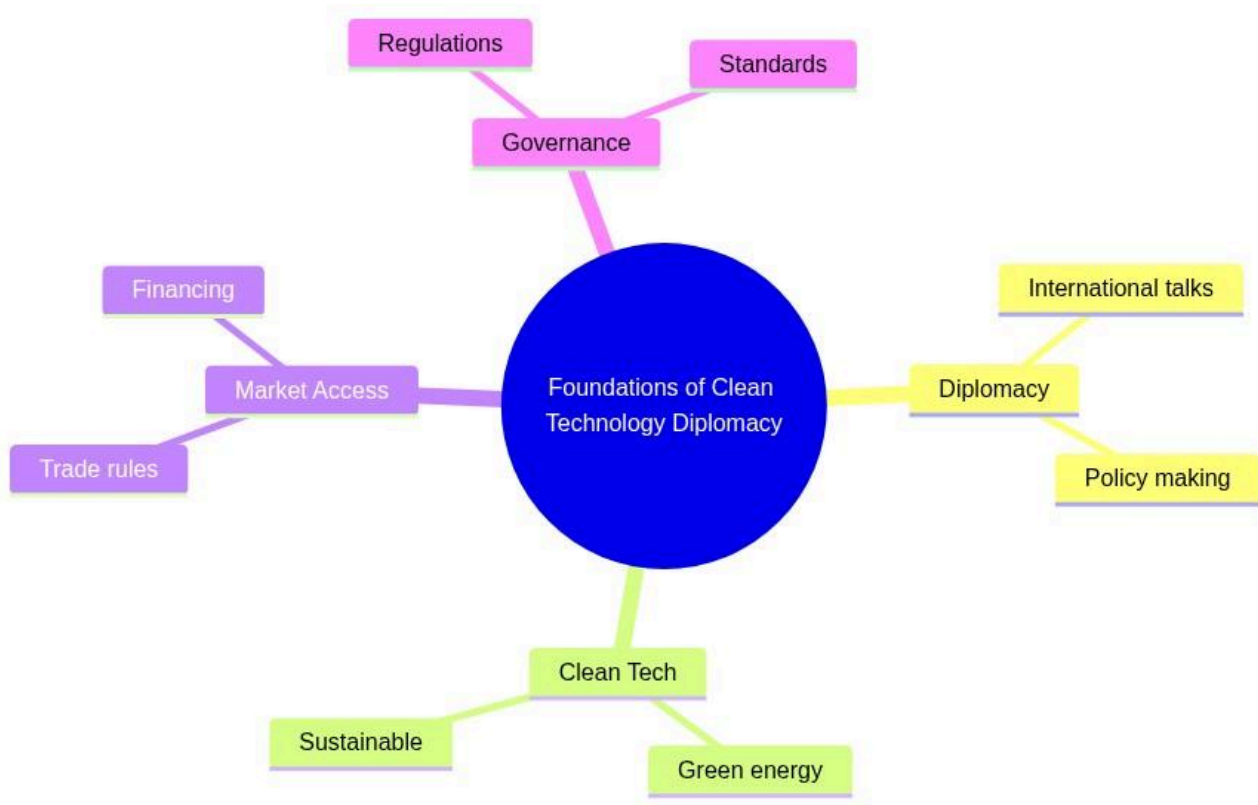 Regulations
Standards
Governance
Financing
Market Access
Trade rules
Foundations of Clean
Technology Diplomacy
International talks
Diplomacy
Policy making
Clean Tech
Sustainable
Green energy